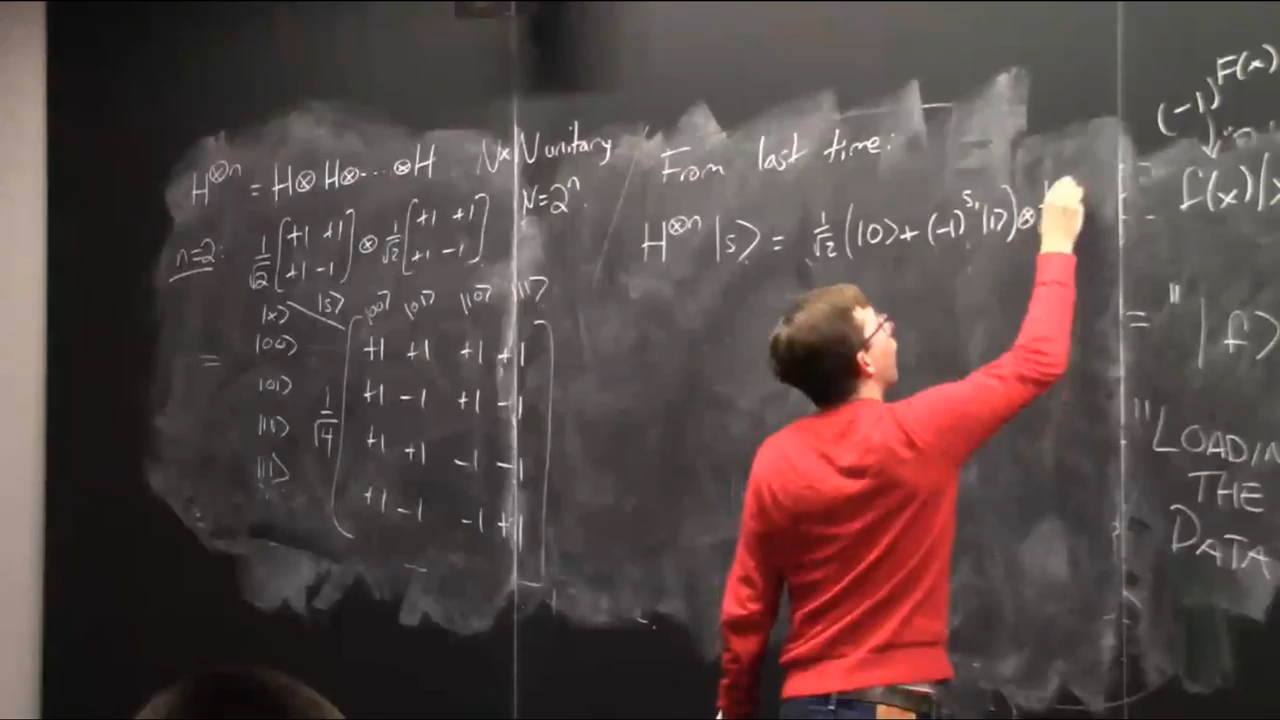 H^{⊗n} = H⊗H⊗···⊗H N×N unitary
N=2^n
n=2: 1/√2 [+1 +1
+1 -1] ⊗ 1/√2 [+1 +1
+1 -1]
|x⟩ |s⟩ |00⟩ |01⟩ |10⟩ |11⟩
= |00⟩ +1 +1 +1 +1
|01⟩ 1/√4 +1 -1 +1 -1
|10⟩ +1 +1 -1 -1
|11⟩ +1 -1 -1 +1
From last time:
H^{⊗n} |s⟩ = 1/√2 (|0⟩+(-1)^{s_1}|1⟩)⊗
(-1)^{F(x)}
f(x)|x
= "|f⟩
"LOADIN
THE
DATA